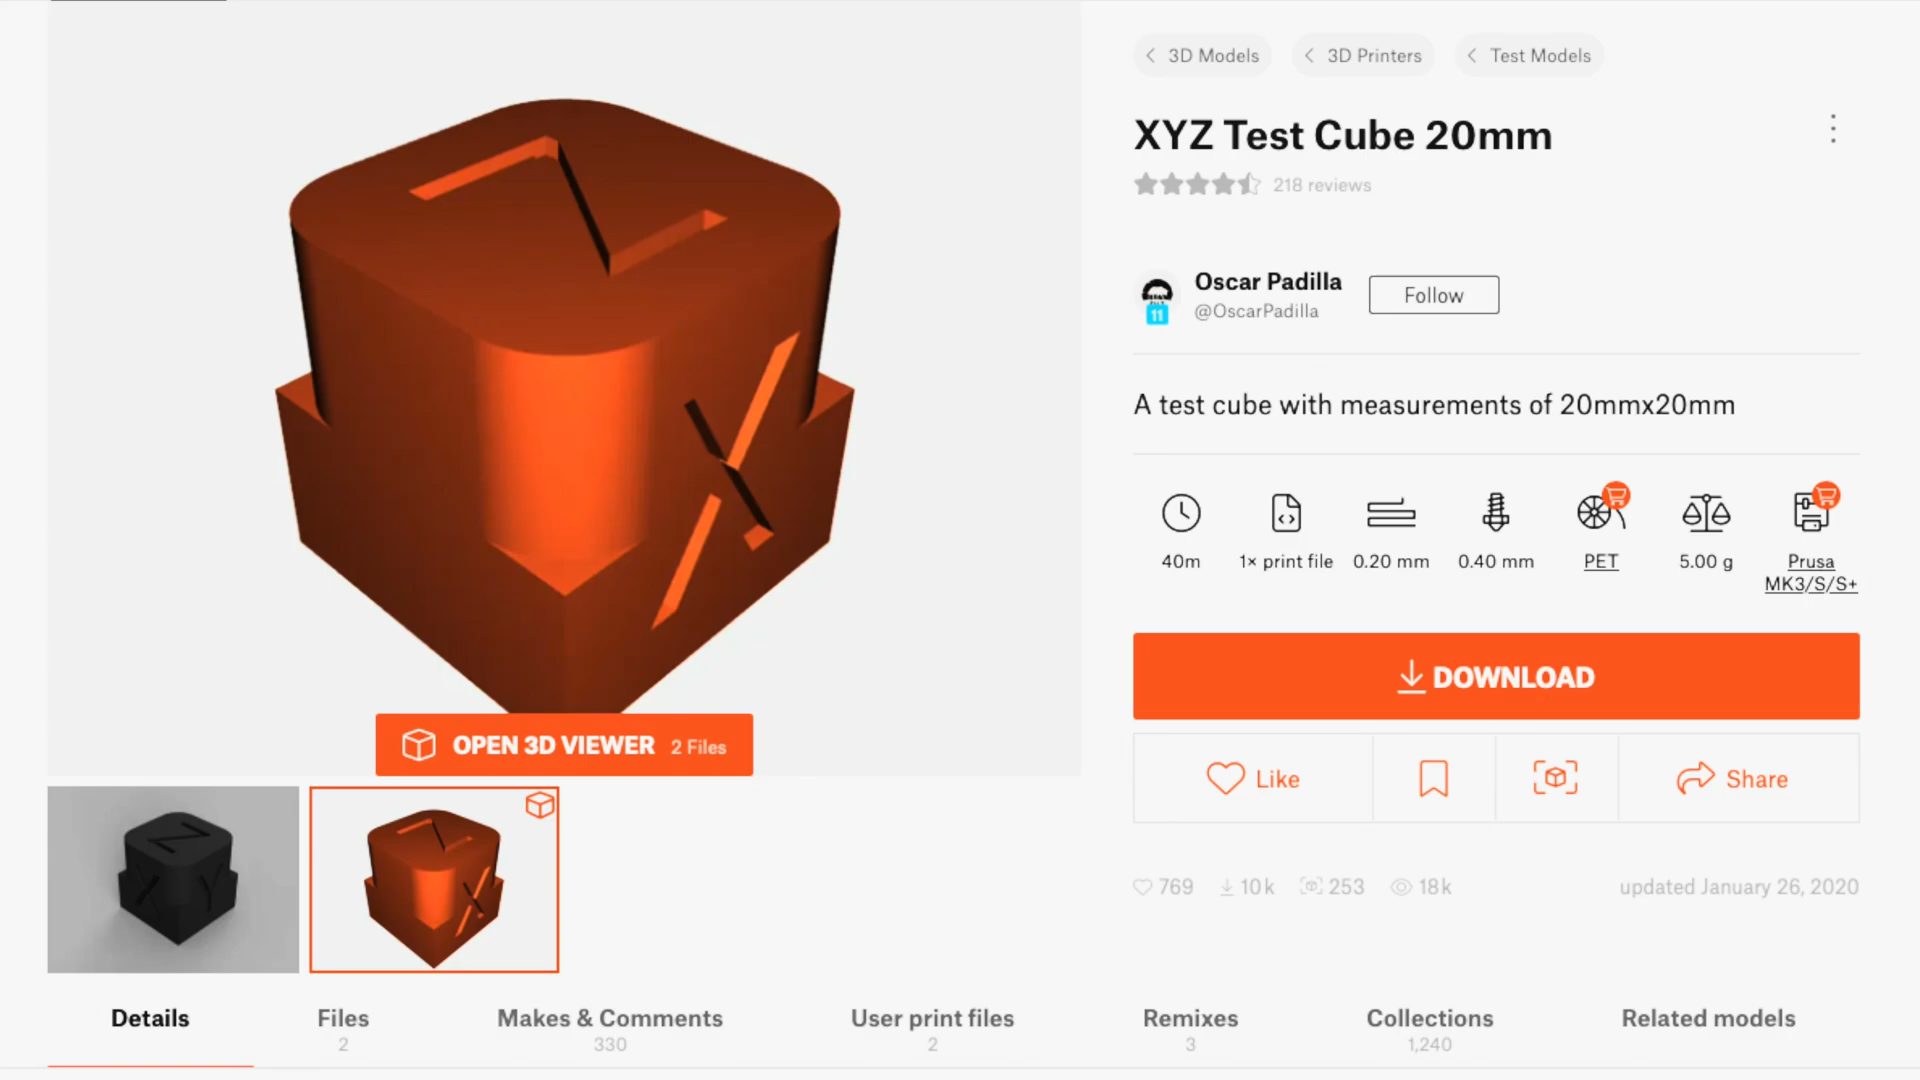 3D Models
3D Printers
Test Models
XYZ Test Cube 20mm
218 reviews
Oscar Padilla
@OscarPadilla
11
Follow
A test cube with measurements of 20mmx20mm
40m
1× print file
0.20 mm
0.40 mm
PET
5.00 g
Prusa
MK3/S/S+
DOWNLOAD
Like
Share
769
10k
253
18k
updated January 26, 2020
Z
X
OPEN 3D VIEWER 2 Files
Z
X Y
Z
X
Details
Files
2
Makes & Comments
330
User print files
2
Remixes
3
Collections
1,240
Related models